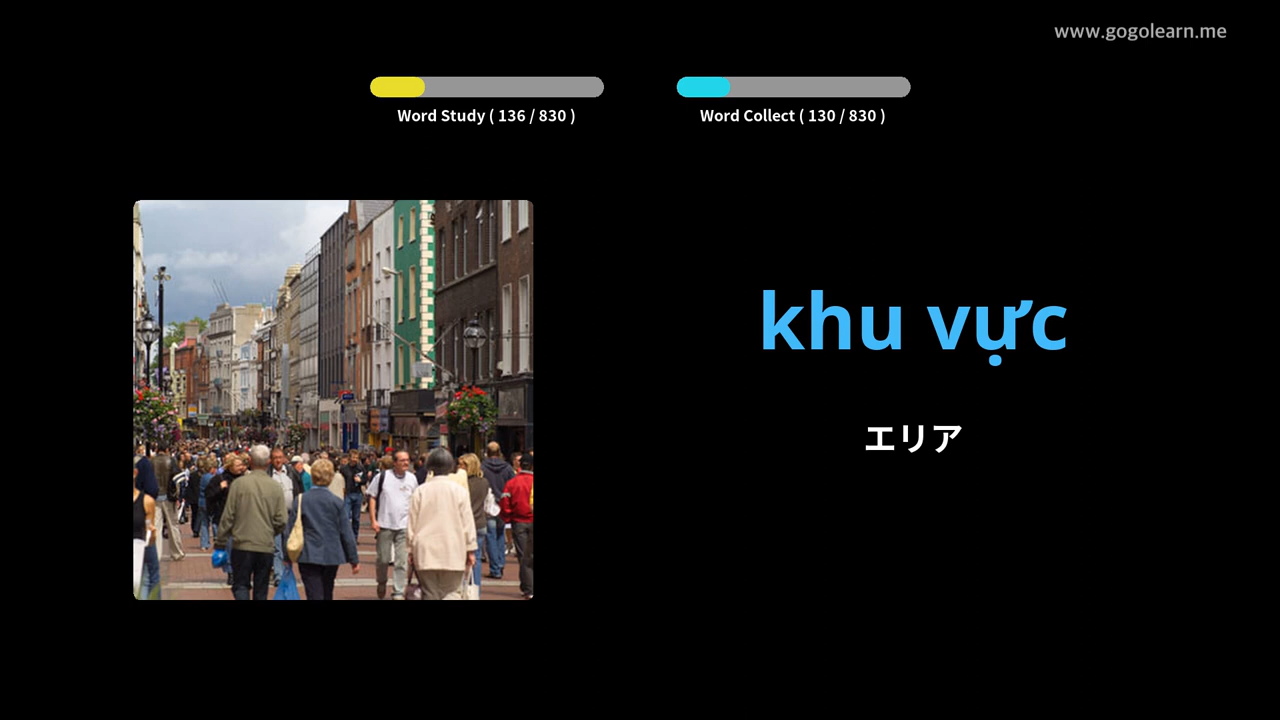 www.gogolearn.me
Word Study ( 136 / 830 )
Word Collect ( 130 / 830 )
khu vực
エリア